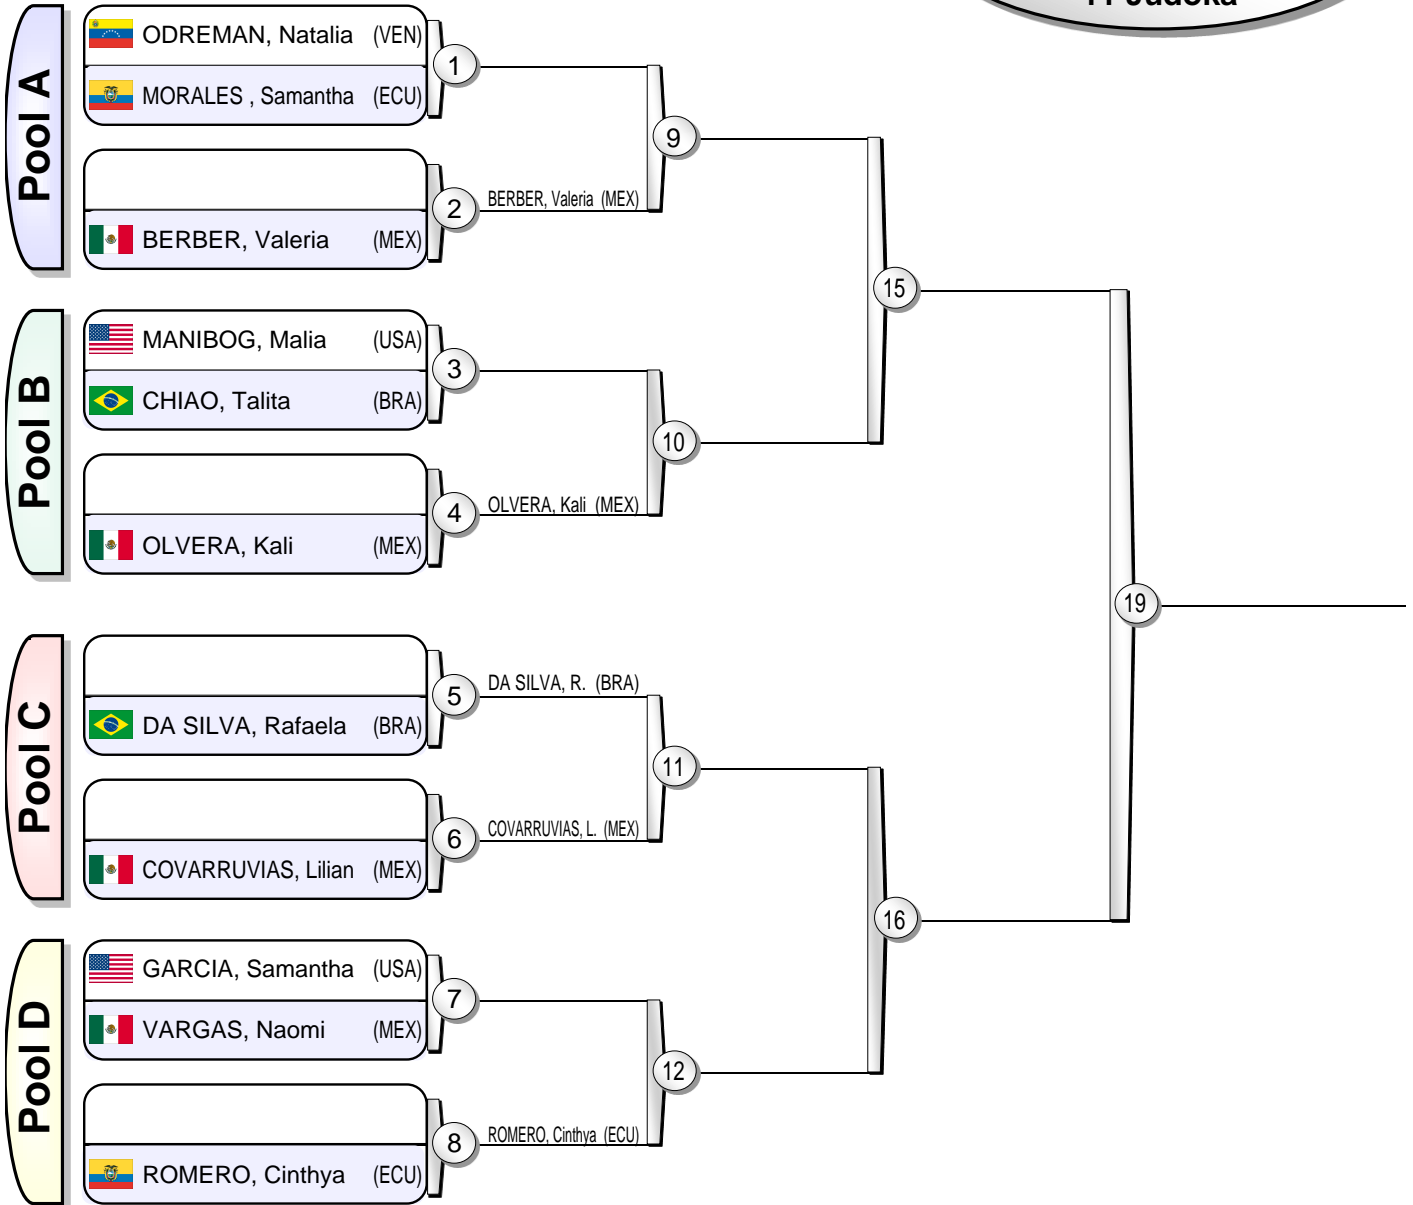 11 Judoka
Pool A
ODREMAN, Natalia (VEN)
MORALES , Samantha (ECU)
1
BERBER, Valeria (MEX)
2
BERBER, Valeria (MEX)
9
Pool B
MANIBOG, Malia (USA)
CHIAO, Talita (BRA)
3
OLVERA, Kali (MEX)
4
OLVERA, Kali (MEX)
10
15
Pool C
DA SILVA, Rafaela (BRA)
5
DA SILVA, R. (BRA)
COVARRUVIAS, Lilian (MEX)
6
COVARRUVIAS, L. (MEX)
11
Pool D
GARCIA, Samantha (USA)
VARGAS, Naomi (MEX)
7
ROMERO, Cinthya (ECU)
8
ROMERO, Cinthya (ECU)
12
16
19